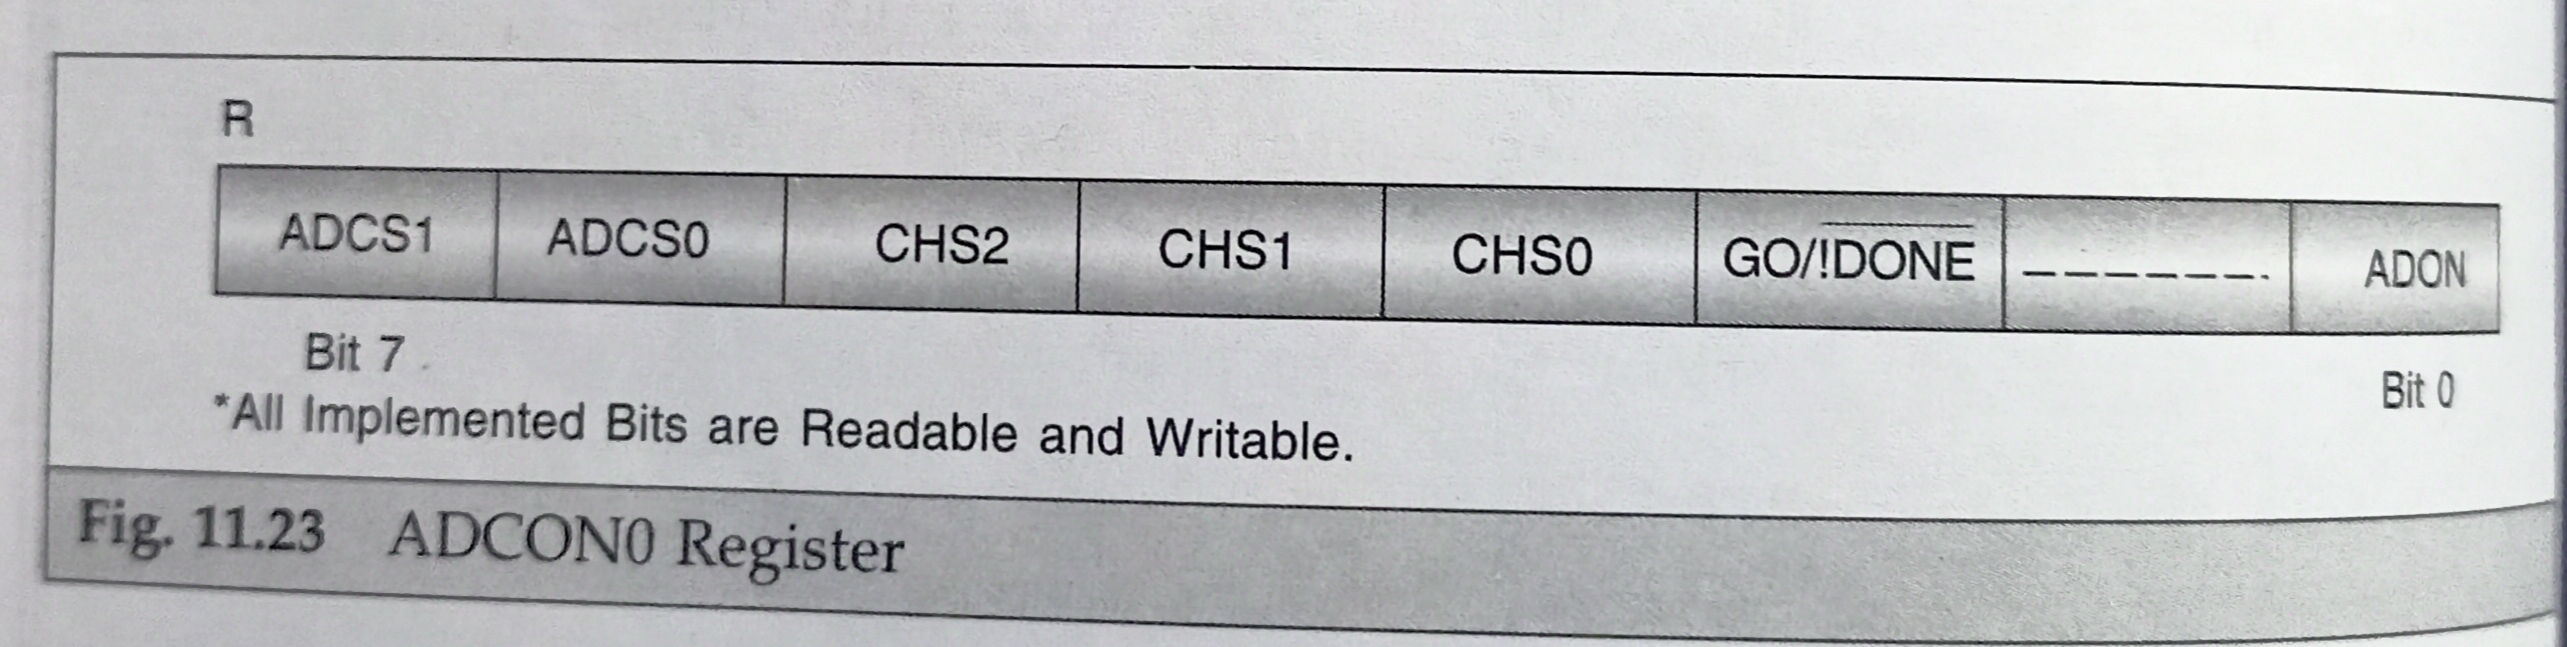 R
ADCS1 ADCS0 CHS2 CHS1 CHS0 GO/!DONE _______. ADON
Bit 7 Bit 0
*All Implemented Bits are Readable and Writable.
Fig. 11.23 ADCON0 Register